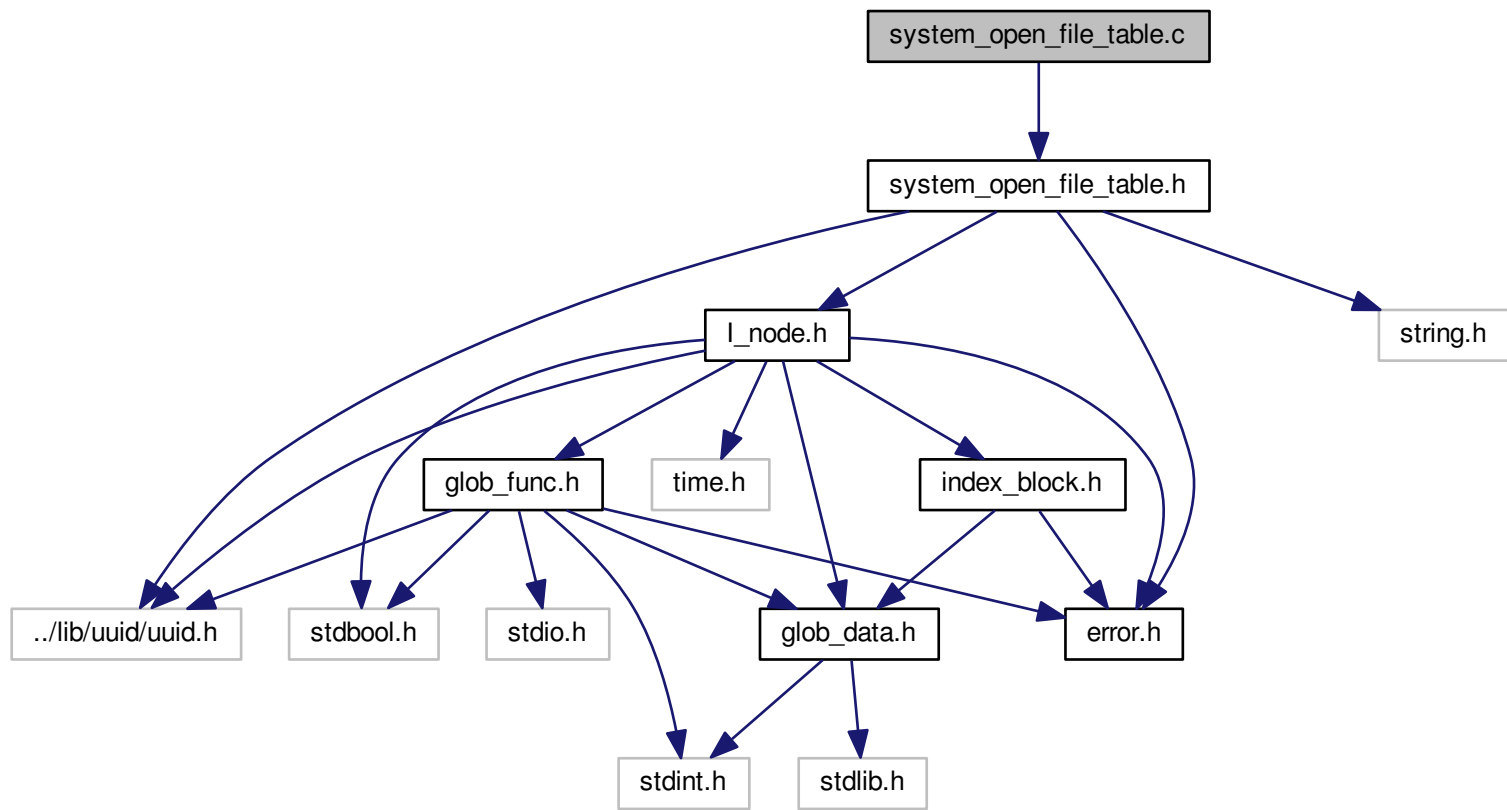 system_open_file_table.c
system_open_file_table.h
I_node.h
string.h
glob_func.h
time.h
index_block.h
../lib/uuid/uuid.h
stdbool.h
stdio.h
glob_data.h
error.h
stdint.h
stdlib.h